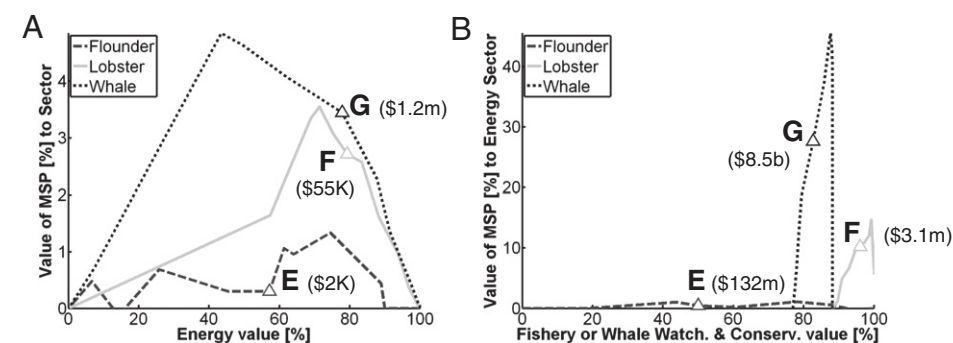 A
Value of MSP [%] to Sector
Flounder
Lobster
Whale
4
3
2
1
0
G ($1.2m)
F
($55K)
E ($2K)
0 20 40 60 80 100
Energy value [%]
B
Value of MSP [%] to Energy Sector
Flounder
Lobster
Whale
40
30
20
10
0
G
($8.5b)
F ($3.1m)
E ($132m)
0 20 40 60 80 100
Fishery or Whale Watch. & Conserv. value [%]